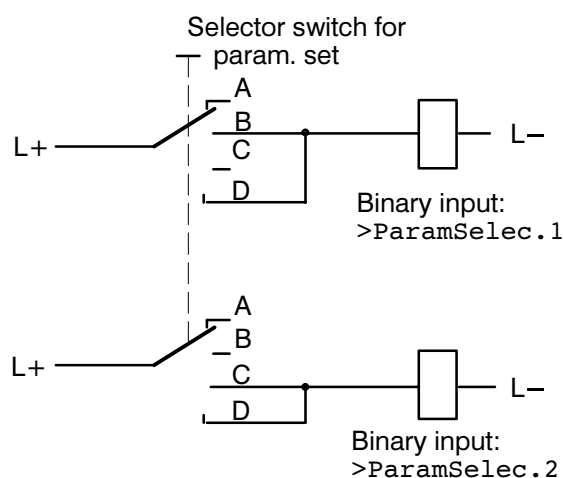 Selector switch for
param. set
A
B
L+
L–
C
D
Binary input:
>ParamSelec.1
A
B
L+
C
L–
D
Binary input:
>ParamSelec.2